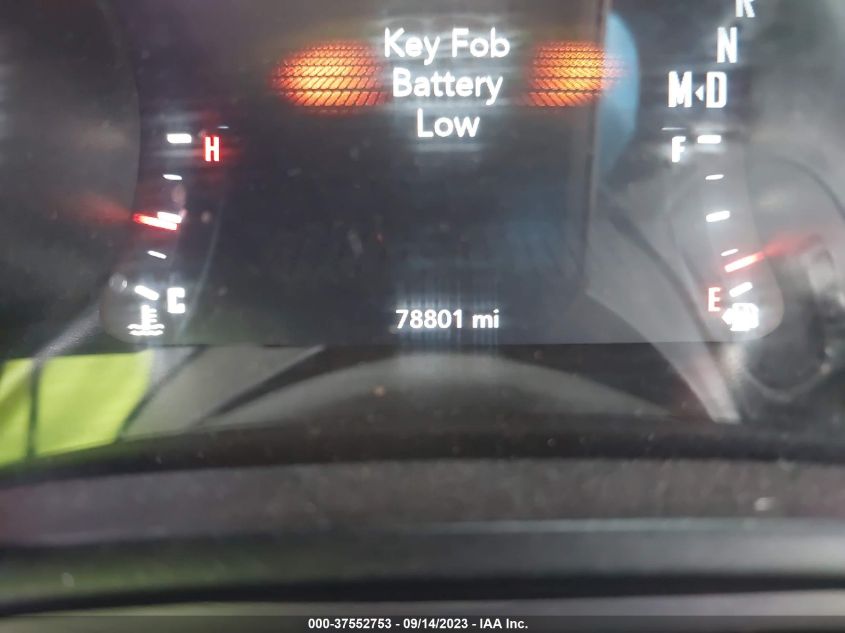 R
Key Fob
N
Battery
M◂D
Low
H
F
E
C
78801 mi
000-37552753 - 09/14/2023 - IAA Inc.